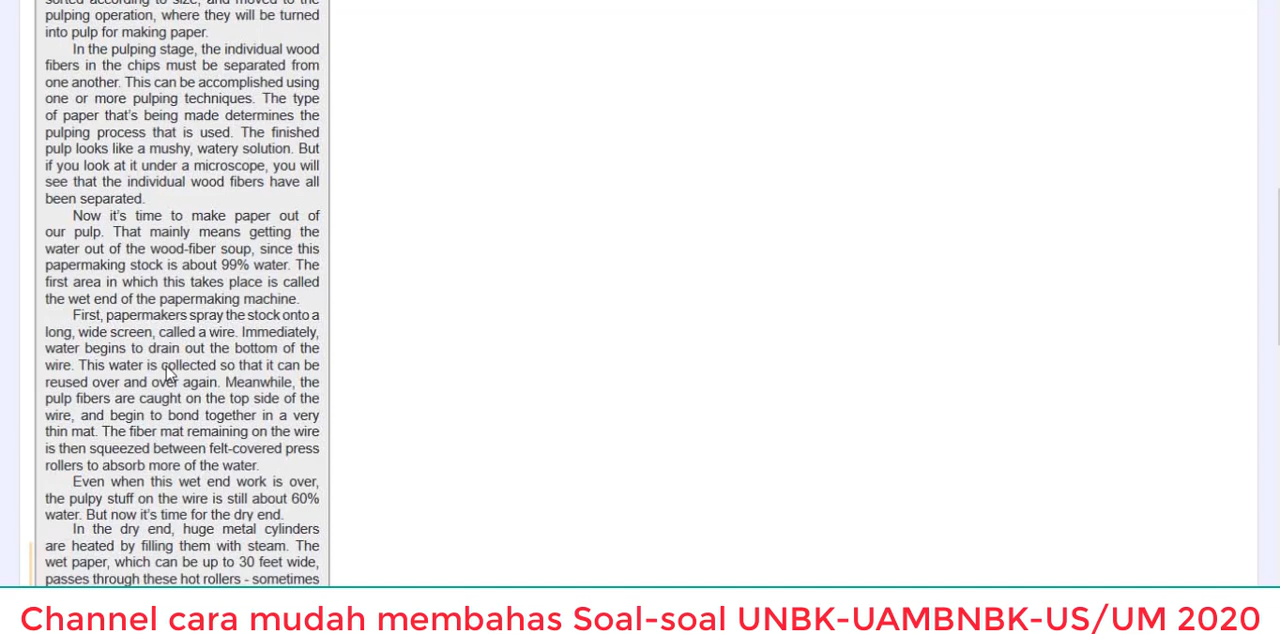 sorted according to size, and moved to the
pulping operation, where they will be turned
into pulp for making paper.
In the pulping stage, the individual wood
fibers in the chips must be separated from
one another. This can be accomplished using
one or more pulping techniques. The type
of paper that's being made determines the
pulping process that is used. The finished
pulp looks like a mushy, watery solution. But
if you look at it under a microscope, you will
see that the individual wood fibers have all
been separated.
Now it's time to make paper out of
our pulp. That mainly means getting the
water out of the wood-fiber soup, since this
papermaking stock is about 99% water. The
first area in which this takes place is called
the wet end of the papermaking machine.
First, papermakers spray the stock onto a
long, wide screen, called a wire. Immediately,
water begins to drain out the bottom of the
wire. This water is collected so that it can be
reused over and over again. Meanwhile, the
pulp fibers are caught on the top side of the
wire, and begin to bond together in a very
thin mat. The fiber mat remaining on the wire
is then squeezed between felt-covered press
rollers to absorb more of the water.
Even when this wet end work is over,
the pulpy stuff on the wire is still about 60%
water. But now it's time for the dry end.
In the dry end, huge metal cylinders
are heated by filling them with steam. The
wet paper, which can be up to 30 feet wide,
passes through these hot rollers - sometimes
Channel cara mudah membahas Soal-soal UNBK-UAMBNBK-US/UM 2020